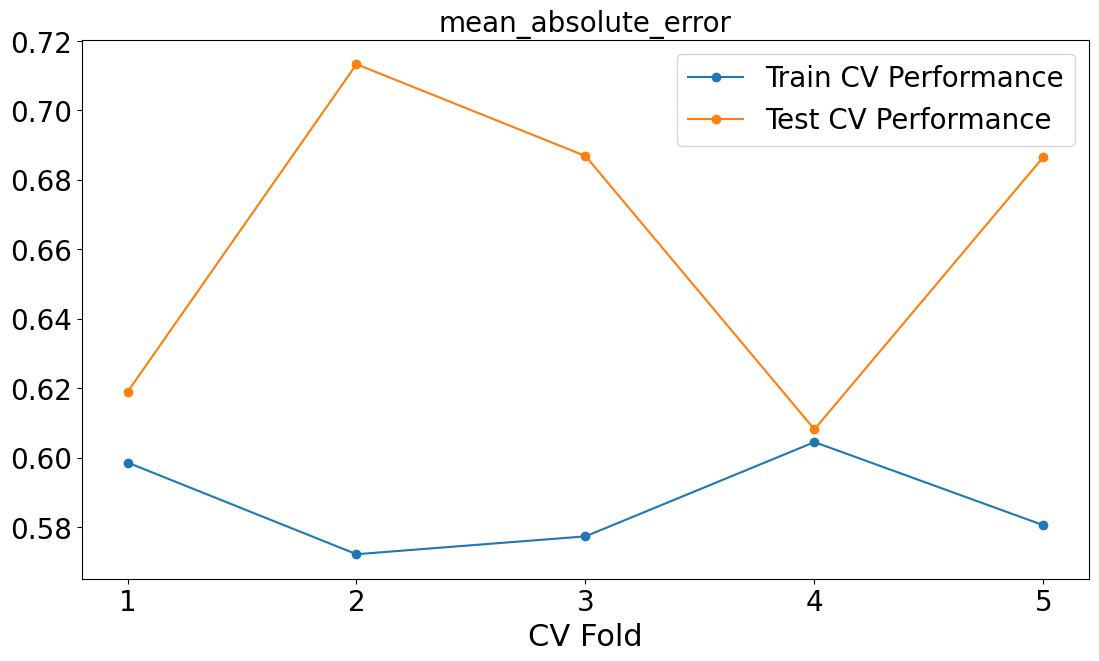 mean_absolute_error
0.72
0.70
0.68
0.66
0.64
0.62
0.60
0.58
Train CV Performance
Test CV Performance
1 2 3 4 5
CV Fold